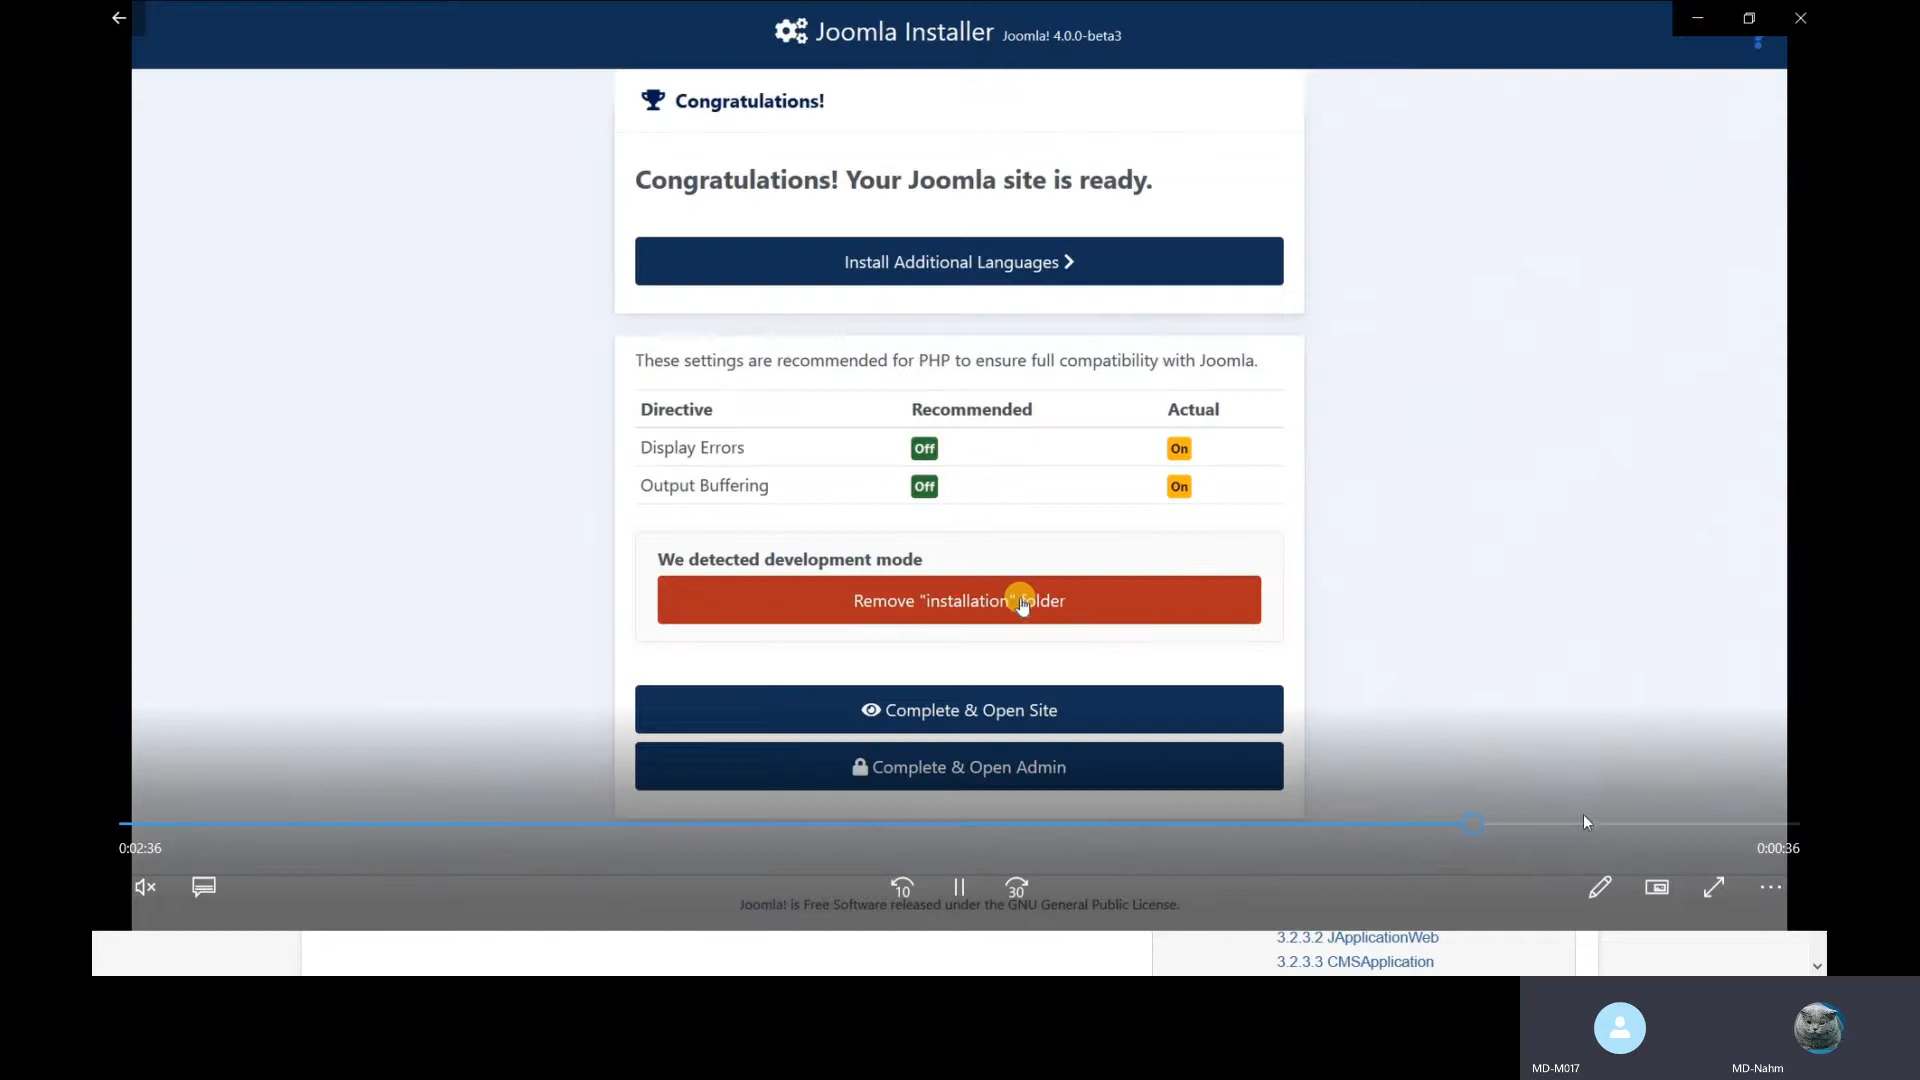 Joomla Installer Joomla! 4.0.0-beta3
Congratulations!
Congratulations! Your Joomla site is ready.
Install Additional Languages
These settings are recommended for PHP to ensure full compatibility with Joomla.
Directive Recommended Actual
Display Errors Off On
Output Buffering Off On
We detected development mode
Remove "installation" folder
Complete & Open Site
Complete & Open Admin
0:02:36 0:00:36
10 30
Joomla! is Free Software released under the GNU General Public License.
3.2.3.2 JApplicationWeb
3.2.3.3 CMSApplication
MD-M017 MD-Nahm